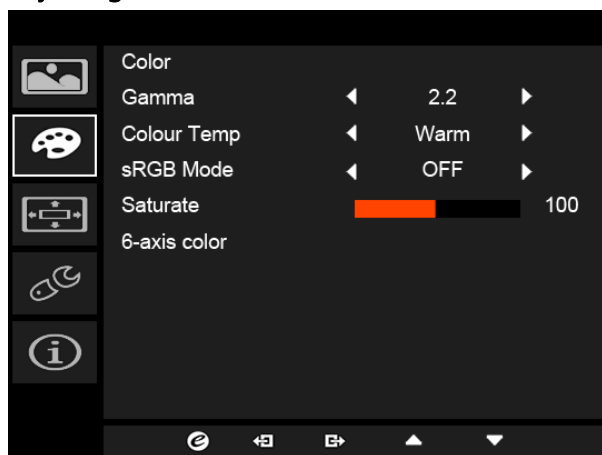 Color
Gamma 2.2
Colour Temp Warm
sRGB Mode OFF
Saturate 100
6-axis color